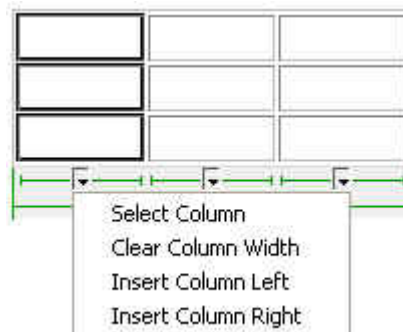 Select Column
Clear Column Width
Insert Column Left
Insert Column Right